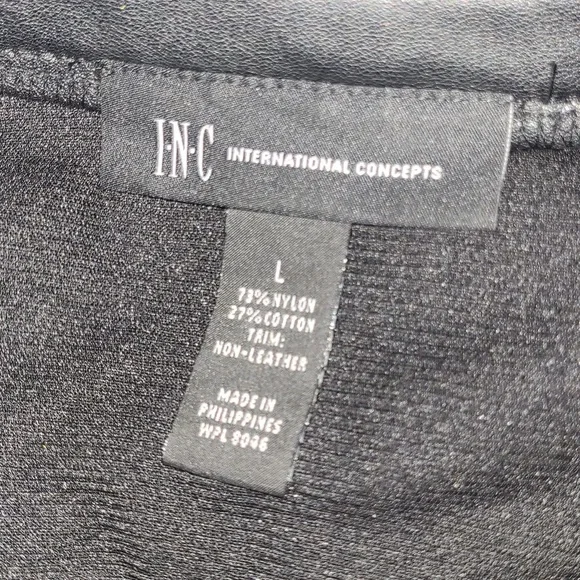 I·N·C INTERNATIONAL CONCEPTS
L
73% NYLON
27% COTTON
TRIM:
NON-LEATHER
MADE IN
PHILIPPINES
WPL 8046